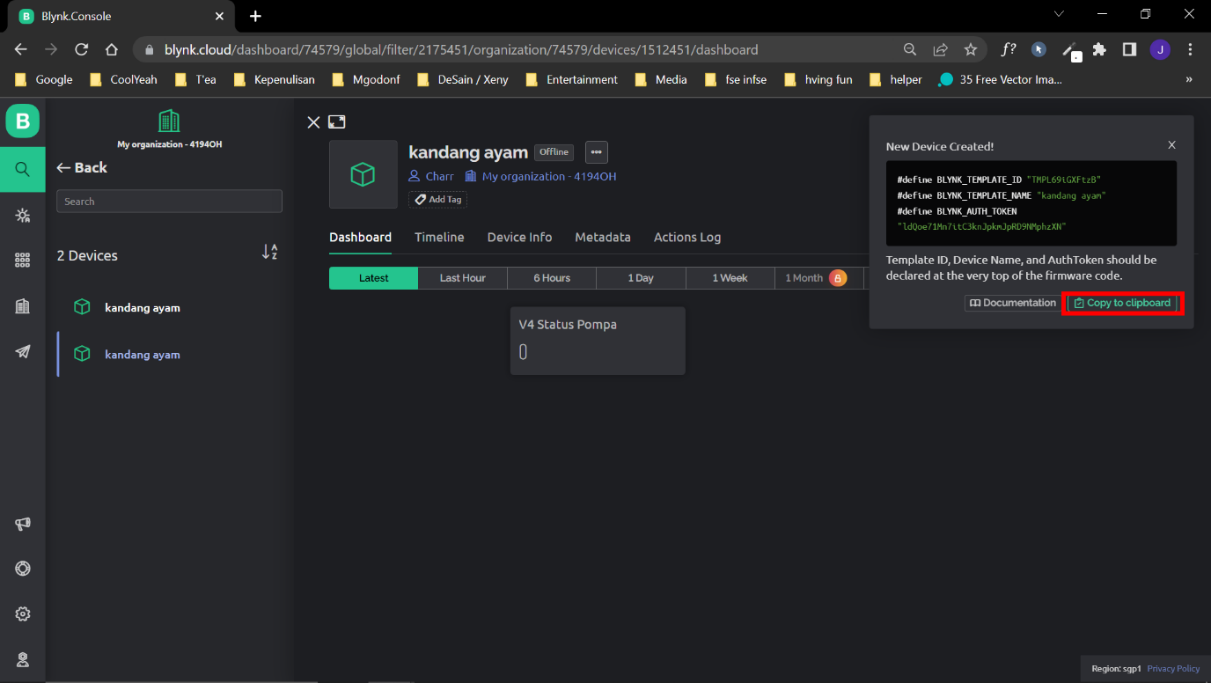 B Blynk.Console
blynk.cloud/dashboard/74579/global/filter/2175451/organization/74579/devices/1512451/dashboard
f?
J
Google CoolYeah T'ea Kepenulisan Mgodonf DeSain / Xeny Entertainment Media fse infse hving fun helper 35 Free Vector Ima... »
B
My organization - 4194OH
Back
Search
2 Devices
kandang ayam
kandang ayam
kandang ayam Offline
Charr My organization - 4194OH
Add Tag
Dashboard Timeline Device Info Metadata Actions Log
Latest Last Hour 6 Hours 1 Day 1 Week 1 Month
V4 Status Pompa
New Device Created!
#define BLYNK_TEMPLATE_ID "TMPL69iGXFtzB"
#define BLYNK_TEMPLATE_NAME "kandang ayam"
#define BLYNK_AUTH_TOKEN
"ldQoe71Mn7itC3knJpkmJpRD9NMphzXN"
Template ID, Device Name, and AuthToken should be
declared at the very top of the firmware code.
Documentation Copy to clipboard
Region: sgp1 Privacy Policy